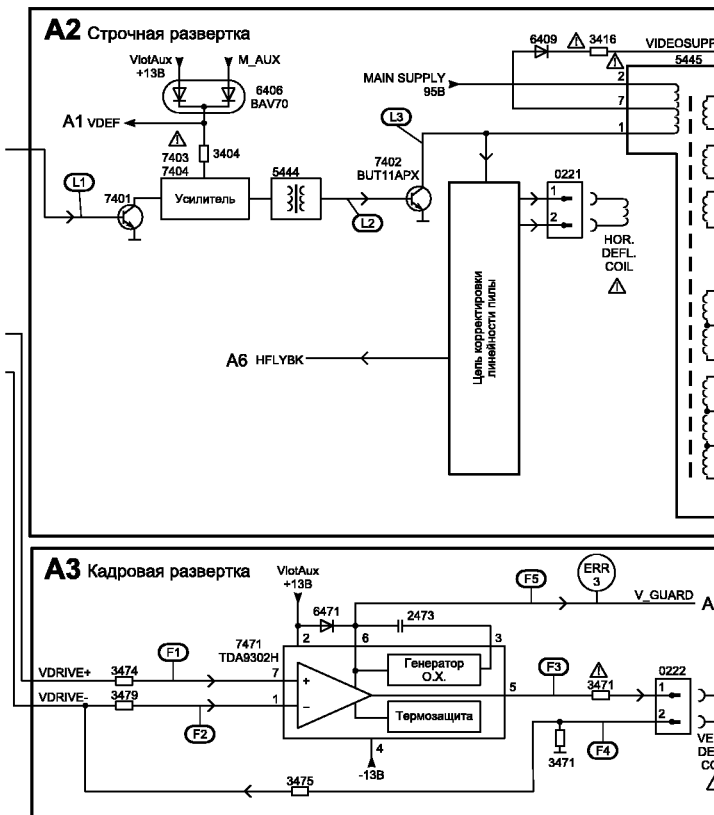 A2 Строчная развертка
VlotAux
+13В
M_AUX
6406
BAV70
A1 VDEF
7403
7404
3404
L1
7401
Усилитель
5444
L2
7402
BUT11APX
L3
MAIN SUPPLY
95В
6409
3416
VIDEOSUPF
5445
2
7
1
0221
1
2
HOR.
DEFL.
COIL
Цепь корректировки
линейности пилы
A6 HFLYBK
A3 Кадровая развертка
VlotAux
+13В
6471
2473
F5
ERR
3
V_GUARD
A
7471
TDA9302H
2
6
3
VDRIVE+
3474
F1
7
+
Генератор
О.Х.
VDRIVE-
3479
F2
1
−
Термозащита
5
F3
3471
0222
1
2
4
-13В
3471
F4
3475
VE
DE